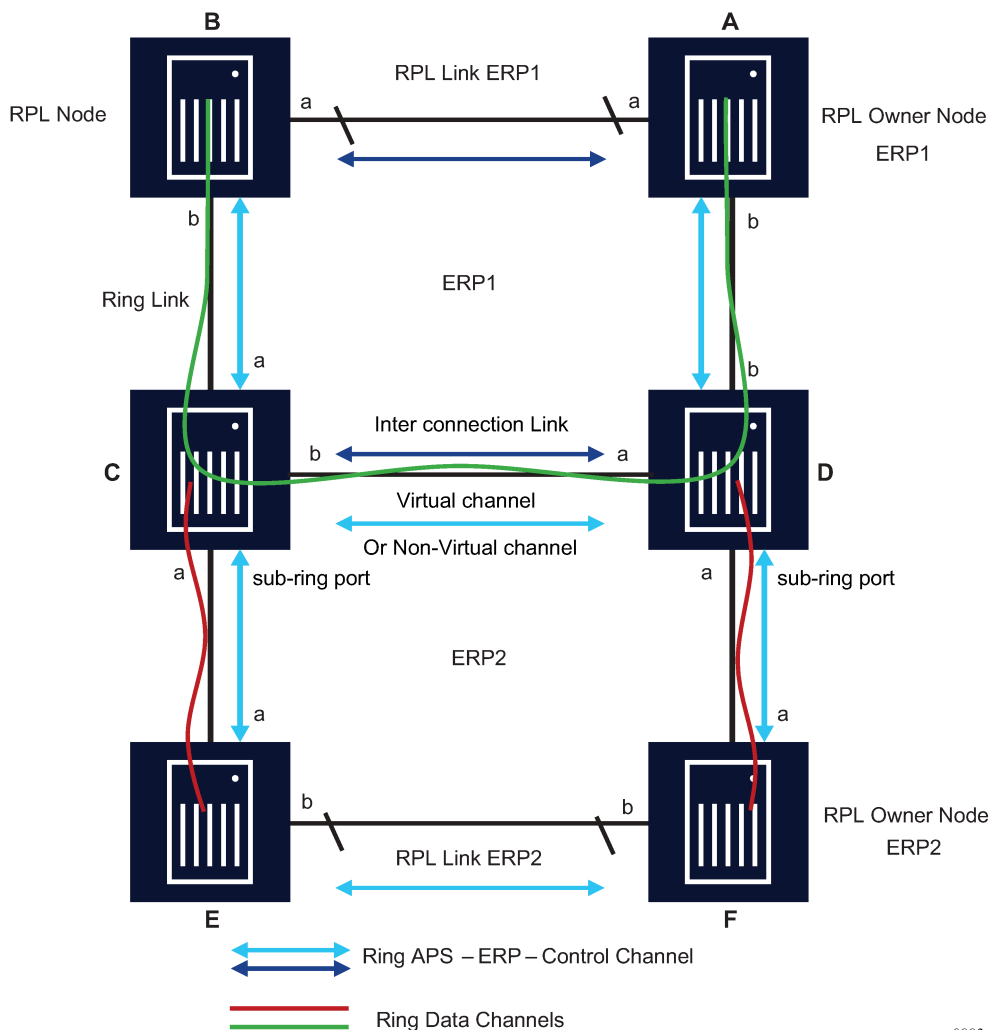 B
A
RPL Link ERP1
a
a
RPL Node
RPL Owner Node
ERP1
b
b
ERP1
Ring Link
a
b
Inter connection Link
b
a
C
D
Virtual channel
Or Non-Virtual channel
a
sub-ring port
a
sub-ring port
ERP2
a
a
b
b
RPL Owner Node
ERP2
RPL Link ERP2
E
F
Ring APS – ERP – Control Channel
Ring Data Channels